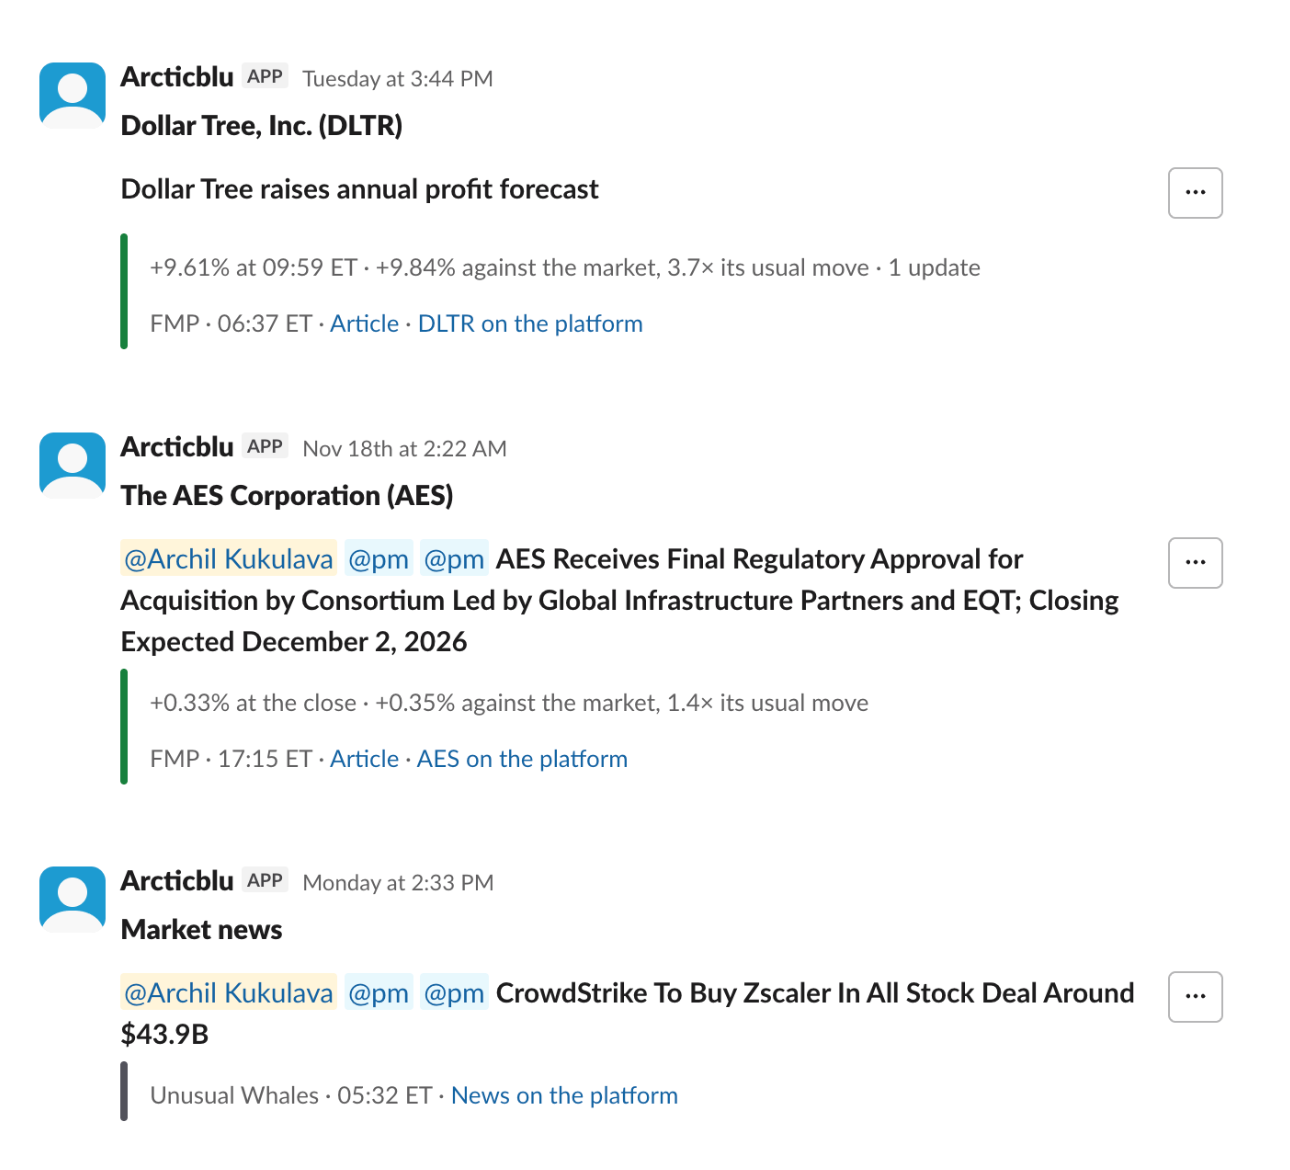 Arcticblu APP Tuesday at 3:44 PM
Dollar Tree, Inc. (DLTR)
Dollar Tree raises annual profit forecast
+9.61% at 09:59 ET · +9.84% against the market, 3.7× its usual move · 1 update
FMP · 06:37 ET · Article · DLTR on the platform
Arcticblu APP Nov 18th at 2:22 AM
The AES Corporation (AES)
@Archil Kukulava @pm @pm AES Receives Final Regulatory Approval for
Acquisition by Consortium Led by Global Infrastructure Partners and EQT; Closing
Expected December 2, 2026
+0.33% at the close · +0.35% against the market, 1.4× its usual move
FMP · 17:15 ET · Article · AES on the platform
Arcticblu APP Monday at 2:33 PM
Market news
@Archil Kukulava @pm @pm CrowdStrike To Buy Zscaler In All Stock Deal Around
$43.9B
Unusual Whales · 05:32 ET · News on the platform